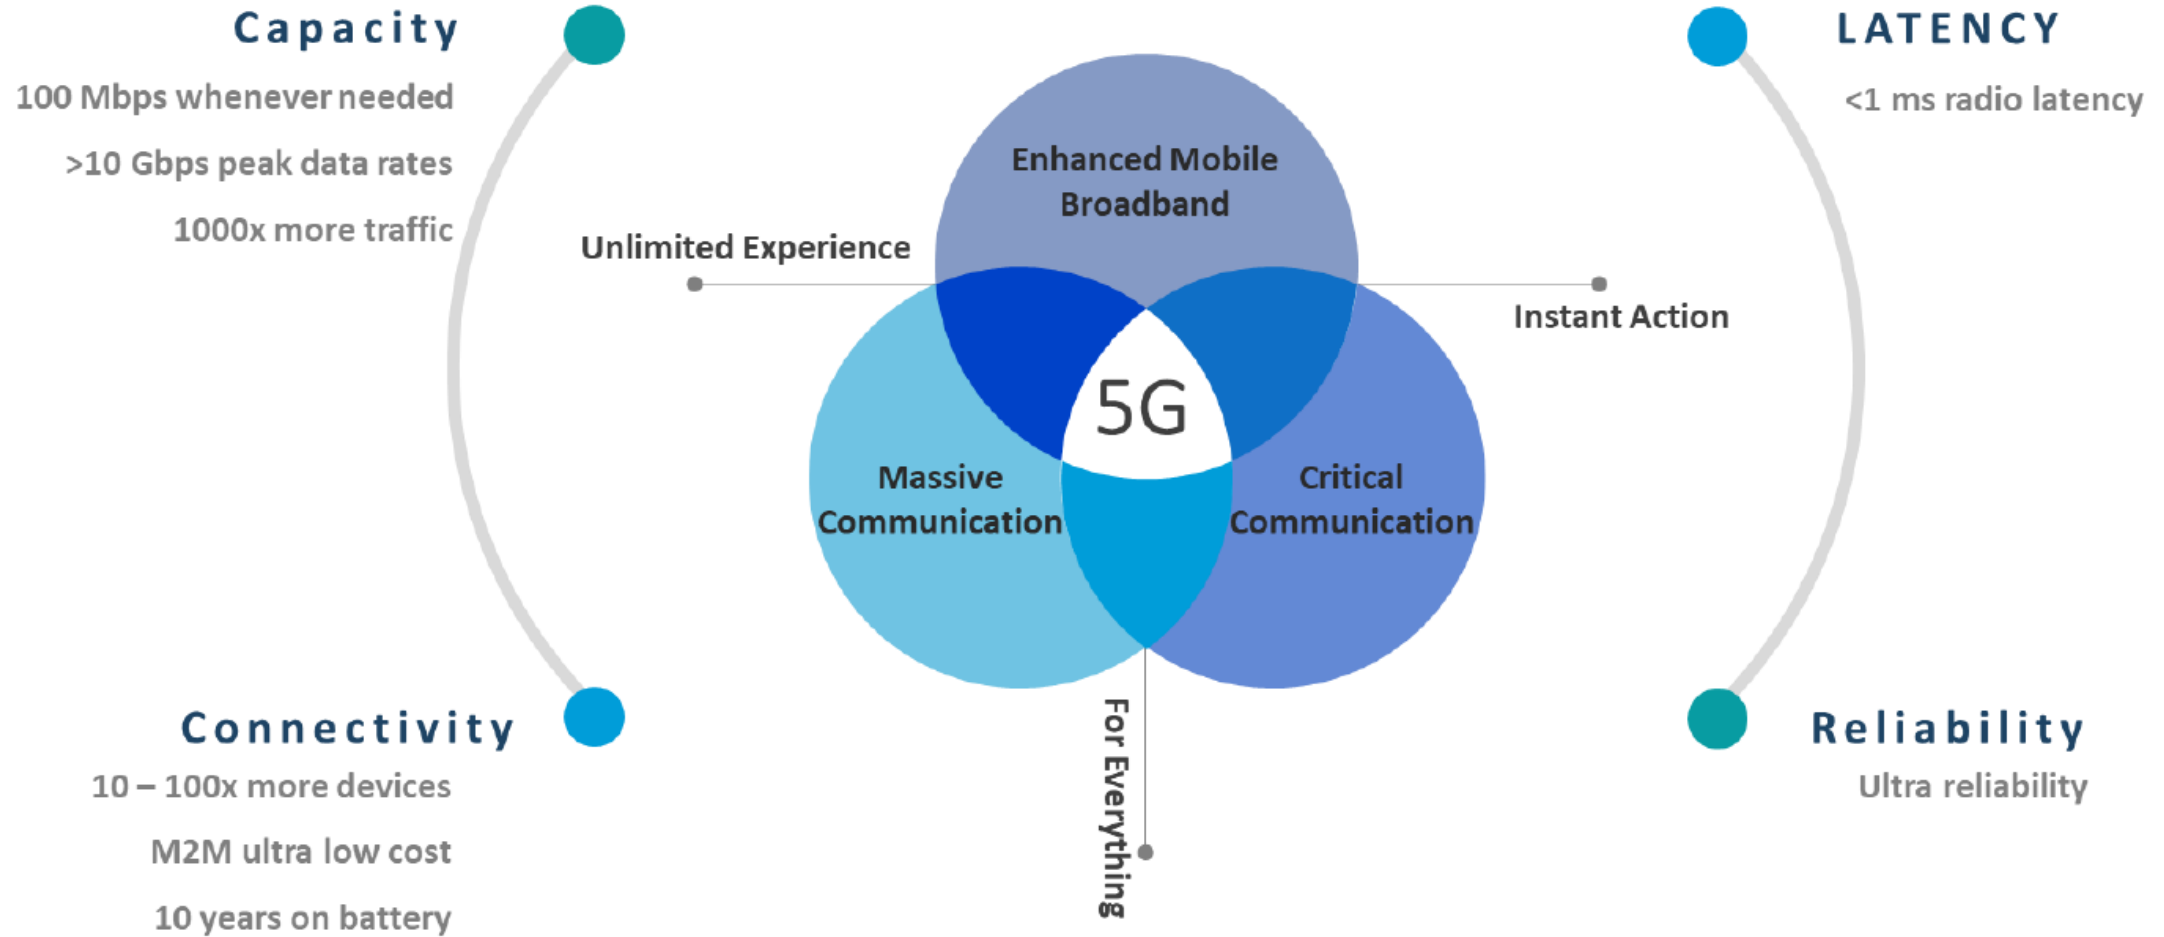 Capacity
100 Mbps whenever needed
>10 Gbps peak data rates
1000x more traffic
LATENCY
<1 ms radio latency
Enhanced Mobile
Broadband
Unlimited Experience
Instant Action
5G
Massive
Communication
Critical
Communication
For Everything
Connectivity
10 – 100x more devices
M2M ultra low cost
10 years on battery
Reliability
Ultra reliability